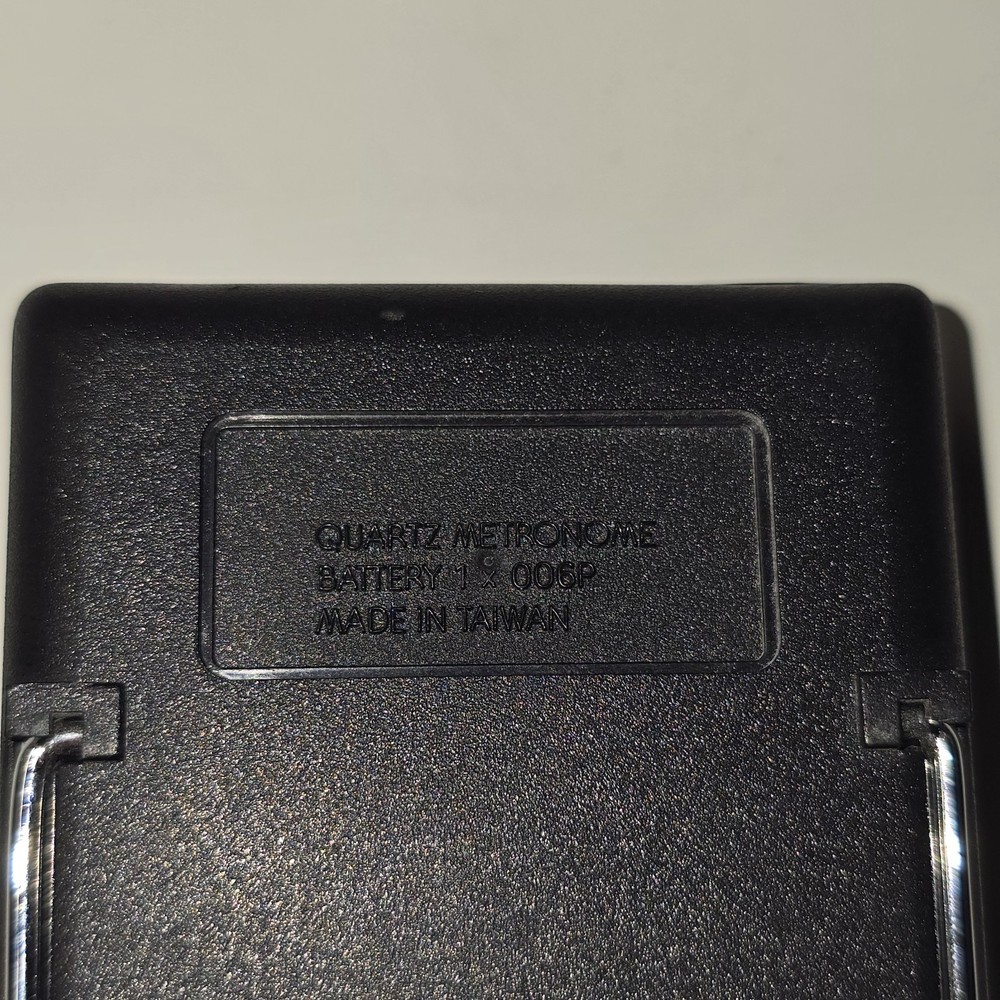 QUARTZ METRONOME
BATTERY 1 x 006P
MADE IN TAIWAN